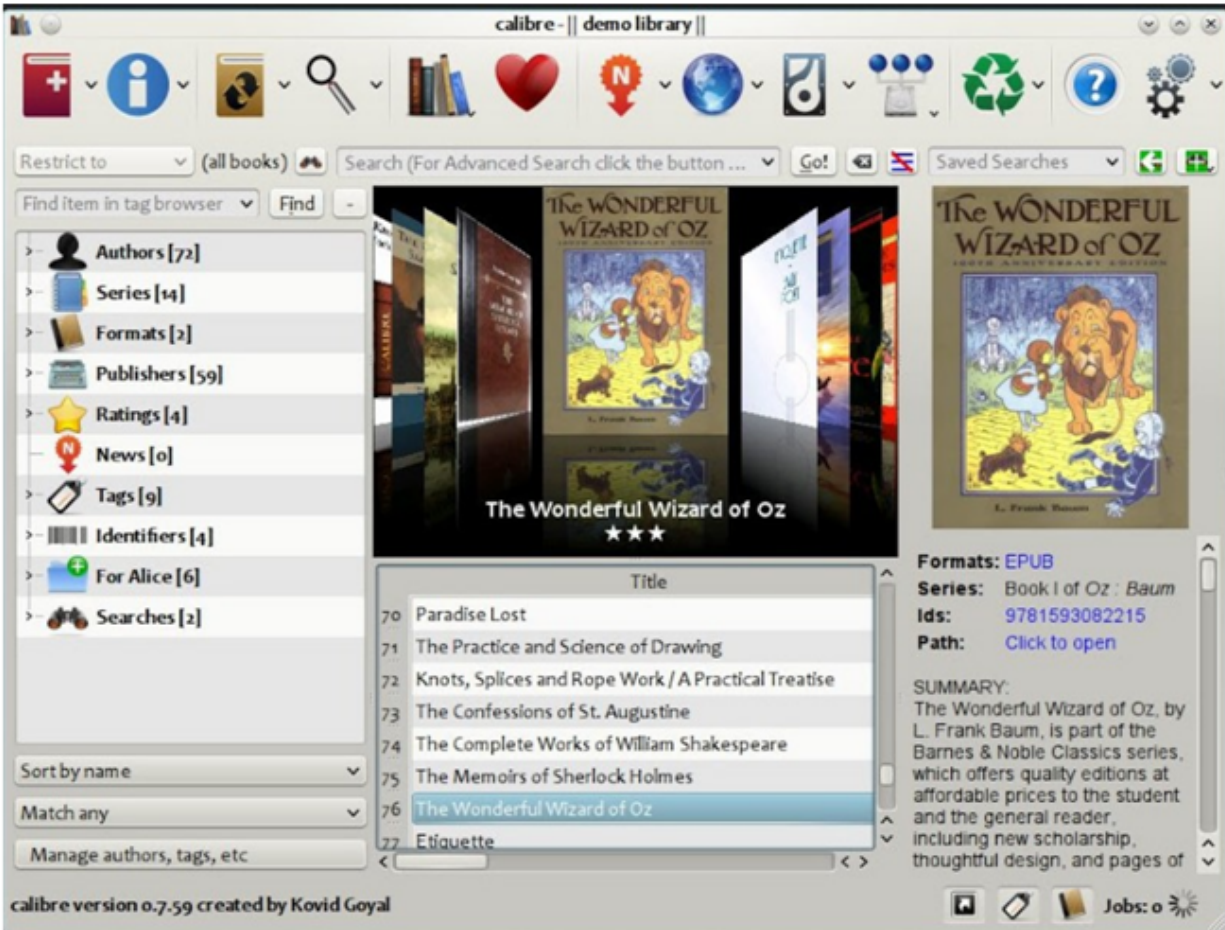 calibre - || demo library ||
Restrict to
(all books)
Search (For Advanced Search click the button ...
Go!
Saved Searches
Find item in tag browser
Find
-
Authors [72]
Series [14]
Formats [2]
Publishers [59]
Ratings [4]
N
News [0]
Tags [9]
Identifiers [4]
For Alice [6]
Searches [2]
Sort by name
Match any
Manage authors, tags, etc
The WONDERFUL
WIZARD of OZ
100TH ANNIVERSARY EDITION
L. Frank Baum
The Wonderful Wizard of Oz
★★★
Title
70 Paradise Lost
71 The Practice and Science of Drawing
72 Knots, Splices and Rope Work / A Practical Treatise
73 The Confessions of St. Augustine
74 The Complete Works of William Shakespeare
75 The Memoirs of Sherlock Holmes
76 The Wonderful Wizard of Oz
77 Etiquette
The WONDERFUL
WIZARD of OZ
100TH ANNIVERSARY EDITION
L. Frank Baum
Formats: EPUB
Series: Book I of Oz : Baum
Ids: 9781593082215
Path: Click to open
SUMMARY:
The Wonderful Wizard of Oz, by
L. Frank Baum, is part of the
Barnes & Noble Classics series,
which offers quality editions at
affordable prices to the student
and the general reader,
including new scholarship,
thoughtful design, and pages of
calibre version 0.7.59 created by Kovid Goyal
Jobs: 0